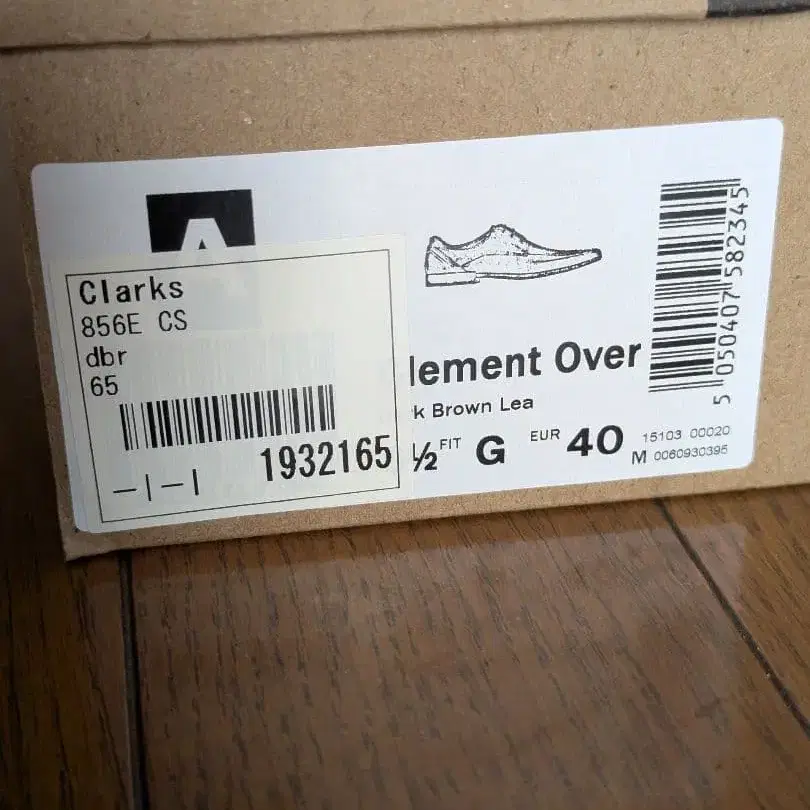 Clarks
856E CS
dbr
65
1932165
lement Over
k Brown Lea
½ FIT G EUR 40
15103 00020
M 0060930395
5 050407 582345